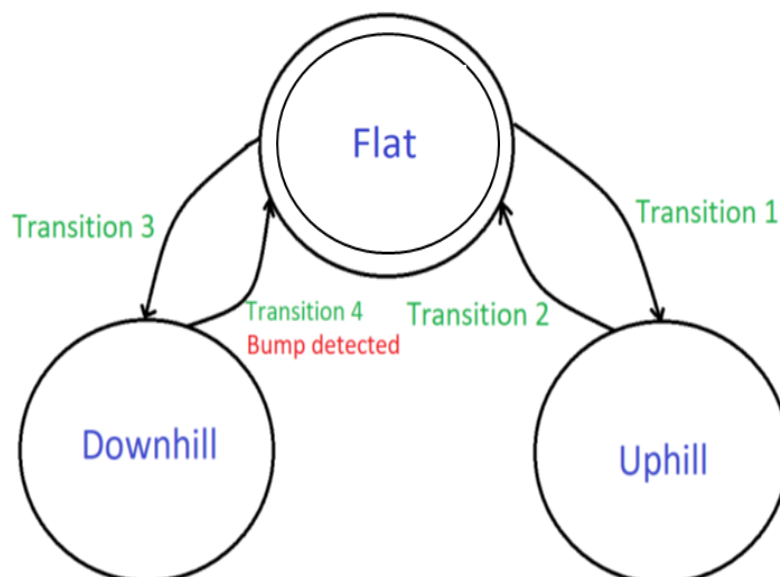 Flat
Transition 3
Transition 1
Transition 4
Transition 2
Bump detected
Downhill
Uphill